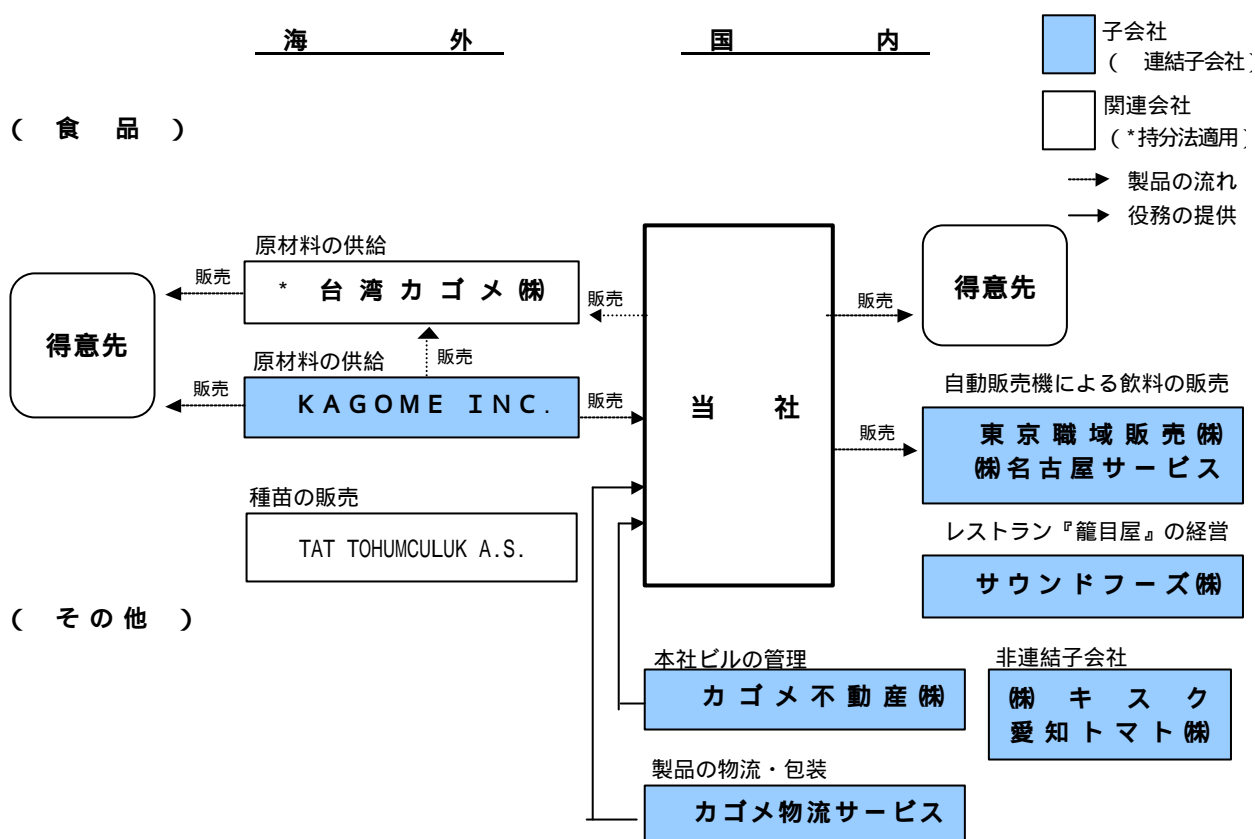 海 外
国 内
子会社
( 連結子会社)
関連会社
(*持分法適用)
製品の流れ
役務の提供
( 食 品 )
原材料の供給
* 台湾カゴメ㈱
販売
得意先
販売
原材料の供給
KAGOME INC.
販売
販売
販売
当 社
販売
得意先
販売
自動販売機による飲料の販売
東京職域販売㈱
㈱名古屋サービス
種苗の販売
TAT TOHUMCULUK A.S.
レストラン『籠目屋』の経営
サウンドフーズ㈱
( その他 )
本社ビルの管理
カゴメ不動産㈱
非連結子会社
㈱キスク
愛知トマト㈱
製品の物流・包装
カゴメ物流サービス